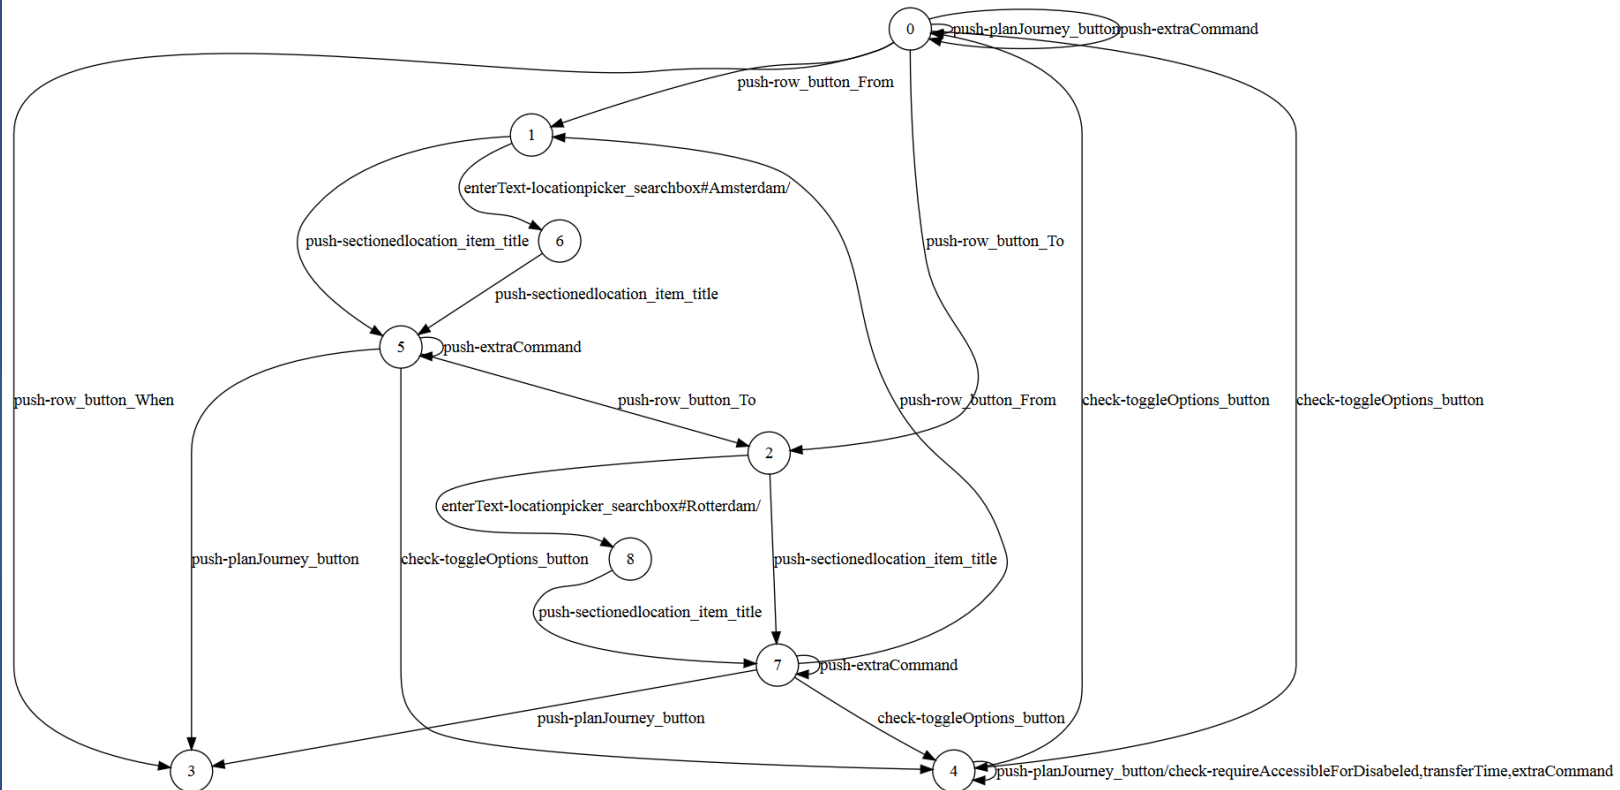 0
push-planJourney_button
push-extraCommand
push-row_button_From
1
enterText-locationpicker_searchbox#Amsterdam/
push-sectionedlocation_item_title
6
push-row_button_To
push-sectionedlocation_item_title
5
push-extraCommand
push-row_button_When
push-row_button_To
push-row_button_From
check-toggleOptions_button
check-toggleOptions_button
2
enterText-locationpicker_searchbox#Rotterdam/
push-planJourney_button
check-toggleOptions_button
8
push-sectionedlocation_item_title
push-sectionedlocation_item_title
7
push-extraCommand
push-planJourney_button
check-toggleOptions_button
3
4
push-planJourney_button/check-requireAccessibleForDisabeled,transferTime,extraCommand